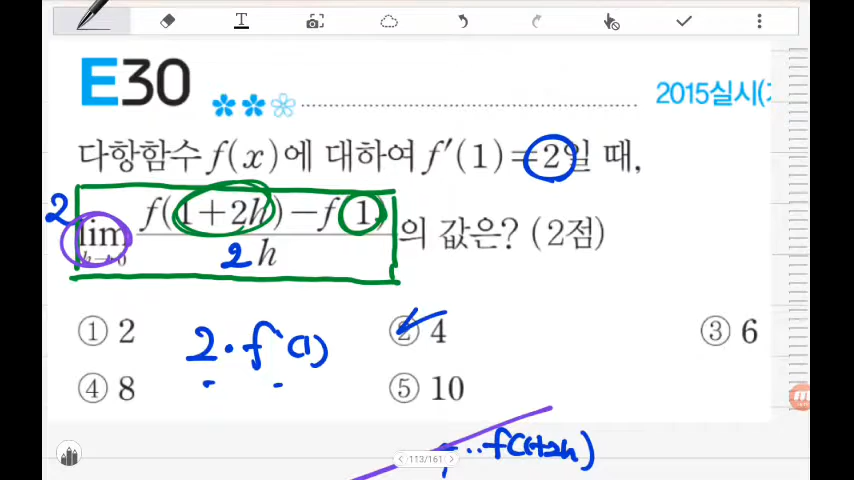 E30
2015실시(
다항함수 f(x)에 대하여 f′(1)=2일 때,
2 lim h→0 f(1+2h)−f(1) / 2h 의 값은? (2점)
① 2 ② 4 ③ 6
2·f′(1)
④ 8 ⑤ 10
f(1+2h)
113/161